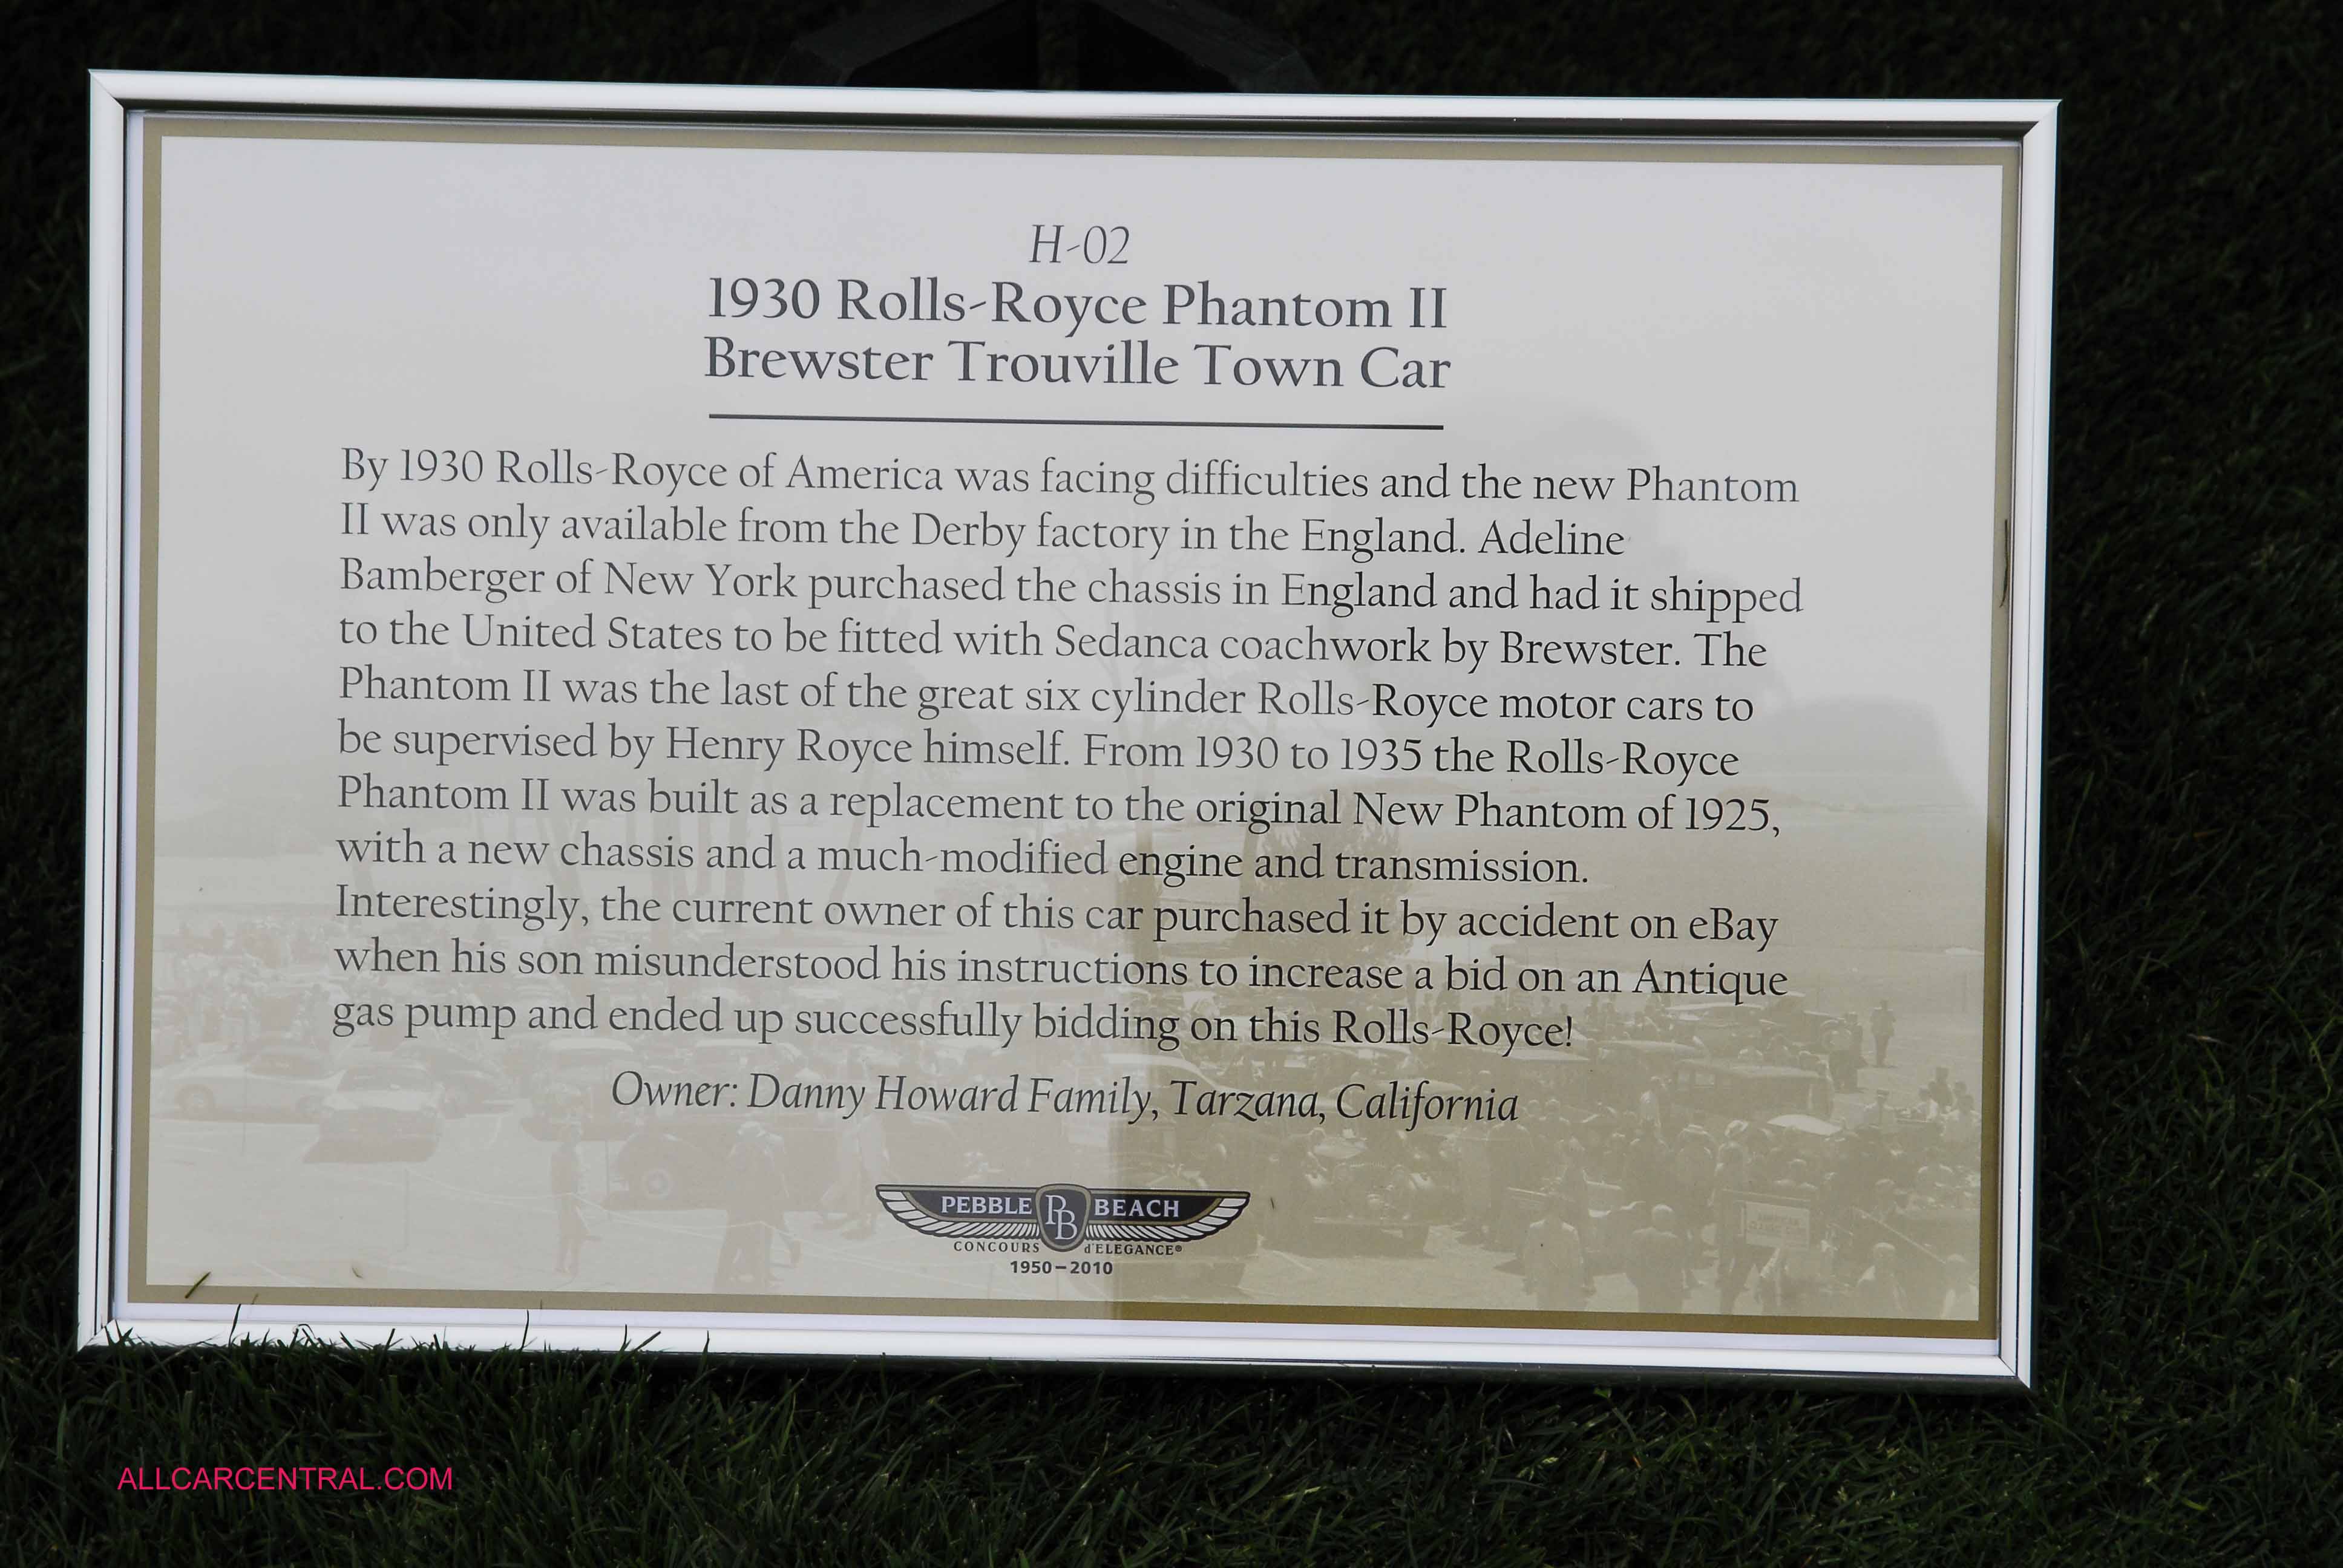 H-02
1930 Rolls-Royce Phantom II
Brewster Trouville Town Car
By 1930 Rolls-Royce of America was facing difficulties and the new Phantom
II was only available from the Derby factory in the England. Adeline
Bamberger of New York purchased the chassis in England and had it shipped
to the United States to be fitted with Sedanca coachwork by Brewster. The
Phantom II was the last of the great six cylinder Rolls-Royce motor cars to
be supervised by Henry Royce himself. From 1930 to 1935 the Rolls-Royce
Phantom II was built as a replacement to the original New Phantom of 1925,
with a new chassis and a much-modified engine and transmission.
Interestingly, the current owner of this car purchased it by accident on eBay
when his son misunderstood his instructions to increase a bid on an Antique
gas pump and ended up successfully bidding on this Rolls-Royce!
Owner: Danny Howard Family, Tarzana, California
PEBBLE PB BEACH
CONCOURS d'ELEGANCE®
1950–2010
ALLCARCENTRAL.COM